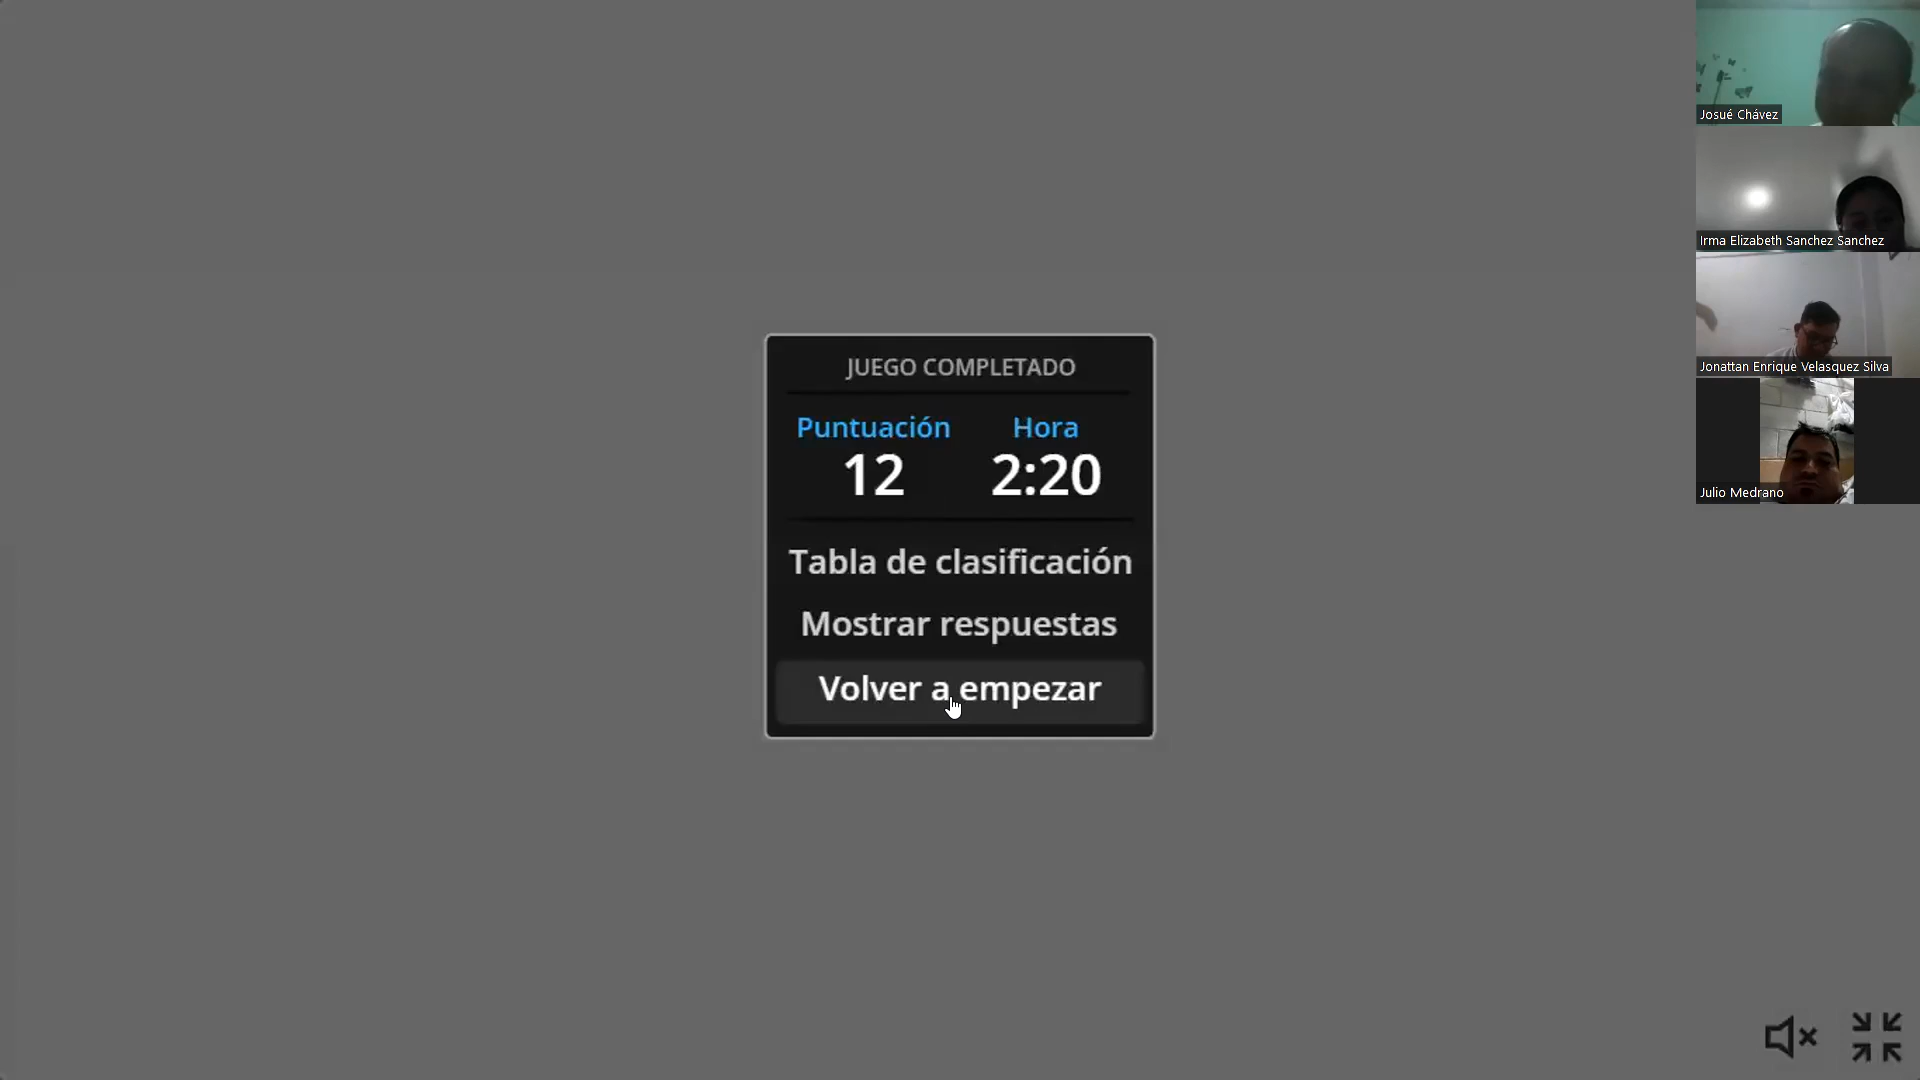 JUEGO COMPLETADO
Puntuación Hora
12 2:20
Tabla de clasificación
Mostrar respuestas
Volver a empezar
Josué Chávez
Irma Elizabeth Sanchez Sanchez
Jonattan Enrique Velasquez Silva
Julio Medrano